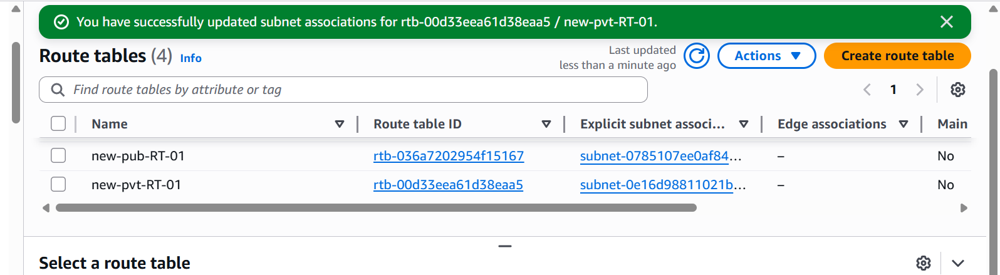 You have successfully updated subnet associations for rtb-00d33eea61d38eaa5 / new-pvt-RT-01.
Route tables (4) Info
Last updated
less than a minute ago
Actions
Create route table
Find route tables by attribute or tag
1
Name Route table ID Explicit subnet associ... Edge associations Main
new-pub-RT-01 rtb-036a7202954f15167 subnet-0785107ee0af84... – No
new-pvt-RT-01 rtb-00d33eea61d38eaa5 subnet-0e16d98811021b... – No
Select a route table